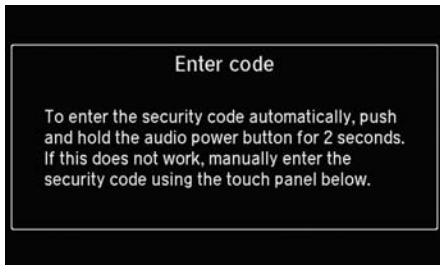 Enter code
To enter the security code automatically, push
and hold the audio power button for 2 seconds.
If this does not work, manually enter the
security code using the touch panel below.